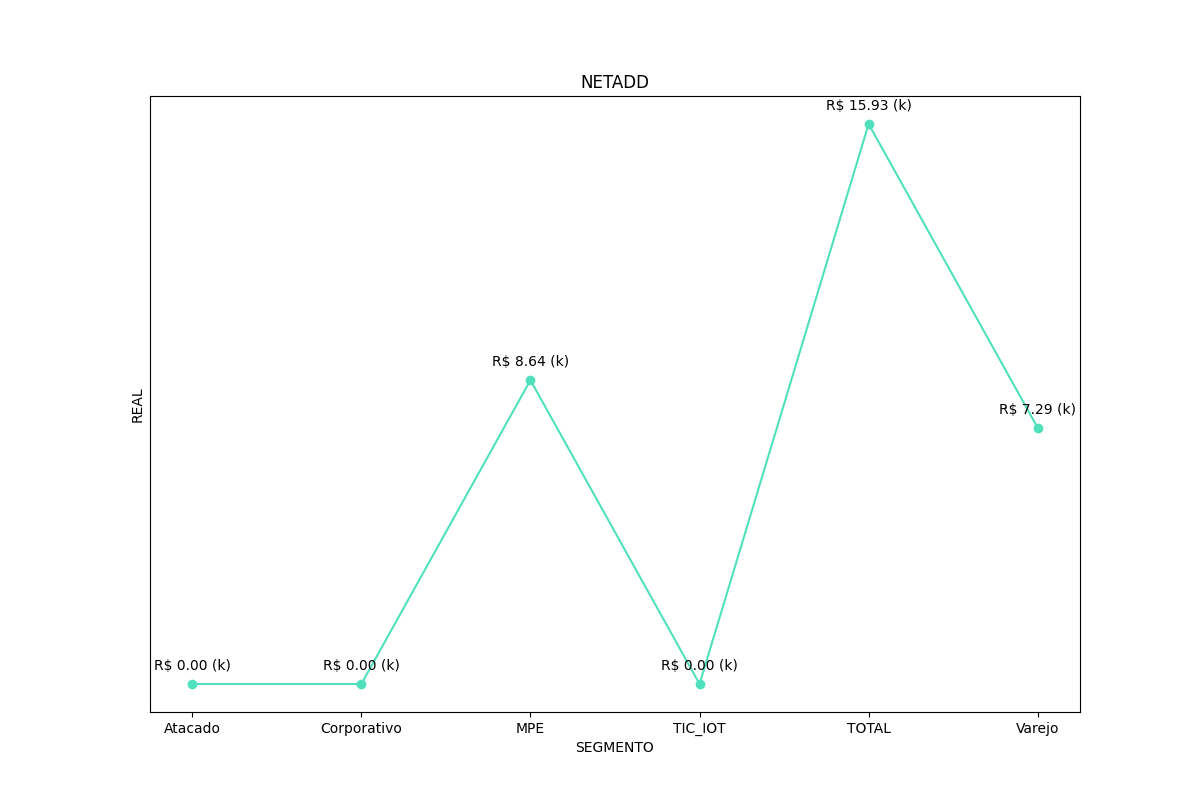 NETADD
R$ 15.93 (k)
R$ 8.64 (k)
R$ 7.29 (k)
REAL
R$ 0.00 (k)
R$ 0.00 (k)
R$ 0.00 (k)
Atacado
Corporativo
MPE
TIC_IOT
TOTAL
Varejo
SEGMENTO